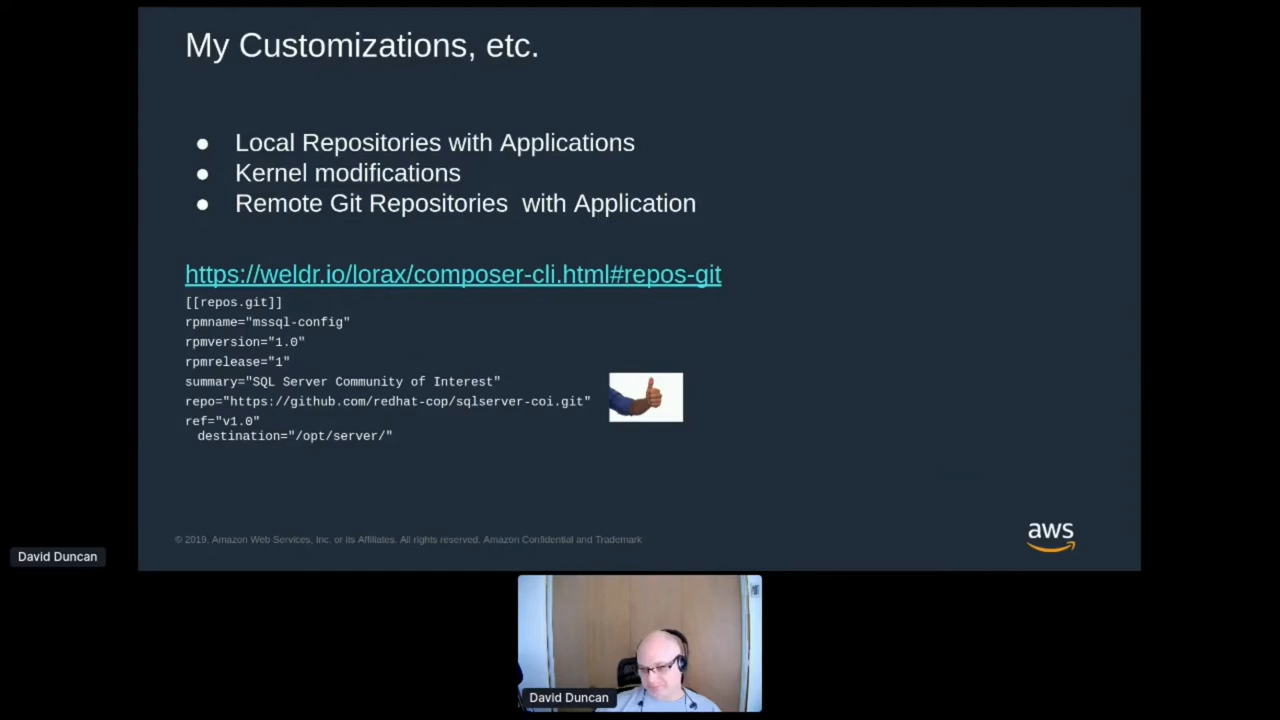 My Customizations, etc.
● Local Repositories with Applications
● Kernel modifications
● Remote Git Repositories  with Application
https://weldr.io/lorax/composer-cli.html#repos-git
[[repos.git]]
rpmname="mssql-config"
rpmversion="1.0"
rpmrelease="1"
summary="SQL Server Community of Interest"
repo="https://github.com/redhat-cop/sqlserver-coi.git"
ref="v1.0"
destination="/opt/server/"
© 2019, Amazon Web Services, Inc. or its Affiliates. All rights reserved. Amazon Confidential and Trademark
aws
David Duncan
David Duncan